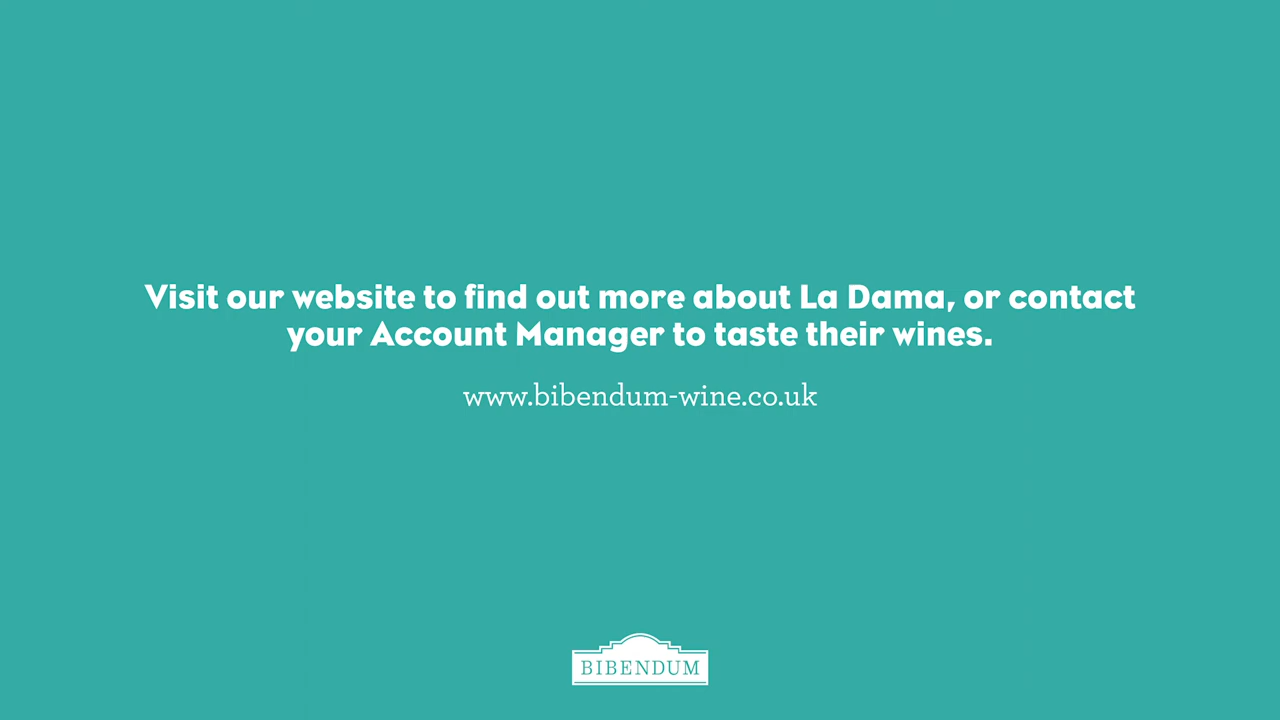 Visit our website to find out more about La Dama, or contact
your Account Manager to taste their wines.
www.bibendum-wine.co.uk
BIBENDUM